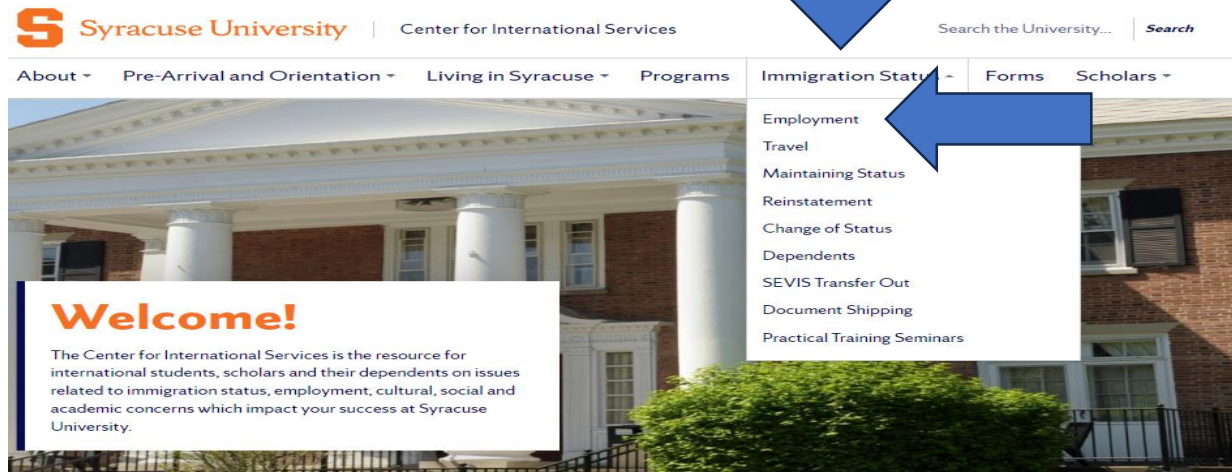 S Syracuse University | Center for International Services Search the University... Search
About Pre-Arrival and Orientation Living in Syracuse Programs Immigration Status Forms Scholars
Employment
Travel
Maintaining Status
Reinstatement
Change of Status
Dependents
SEVIS Transfer Out
Document Shipping
Practical Training Seminars
Welcome!
The Center for International Services is the resource for
international students, scholars and their dependents on issues
related to immigration status, employment, cultural, social and
academic concerns which impact your success at Syracuse
University.